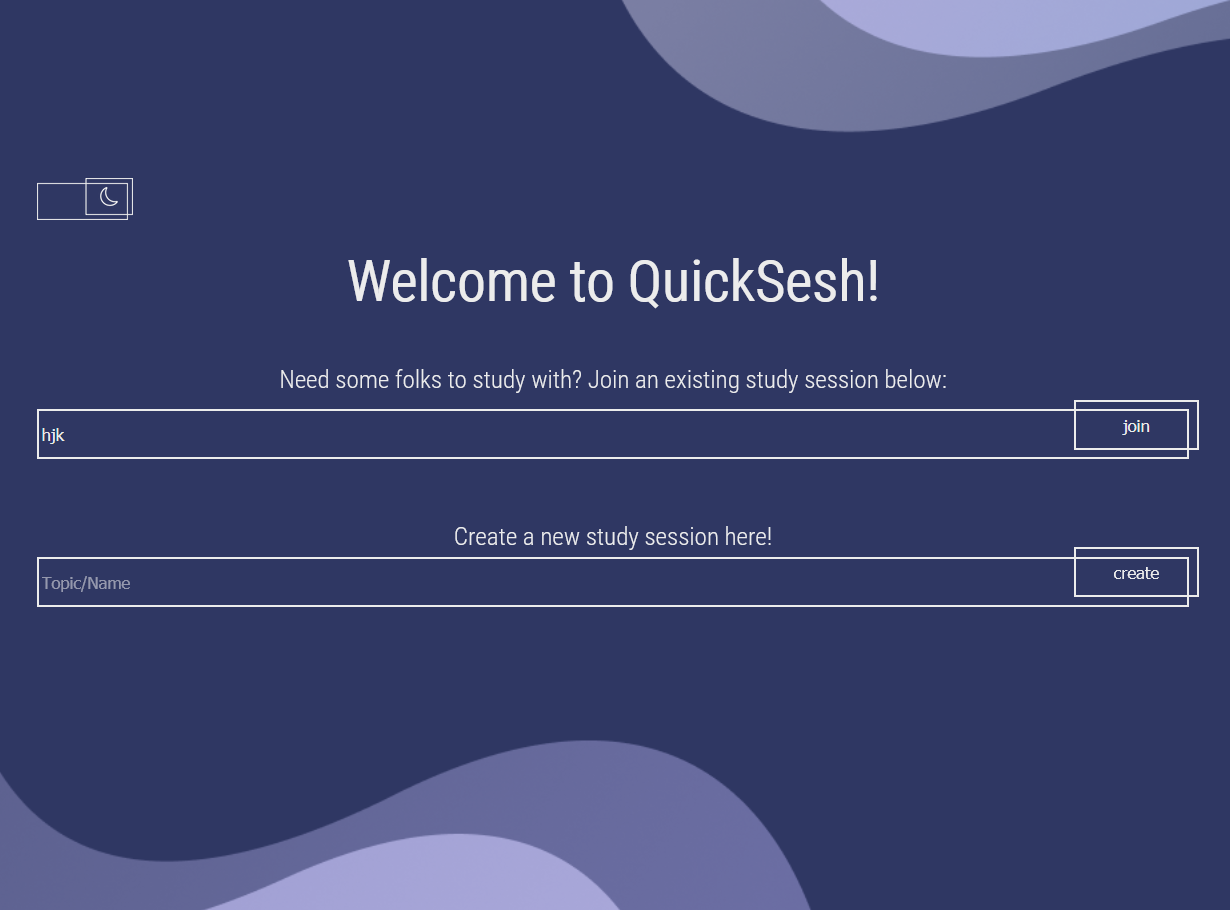 Welcome to QuickSesh!
Need some folks to study with? Join an existing study session below:
hjk
join
Create a new study session here!
Topic/Name
create